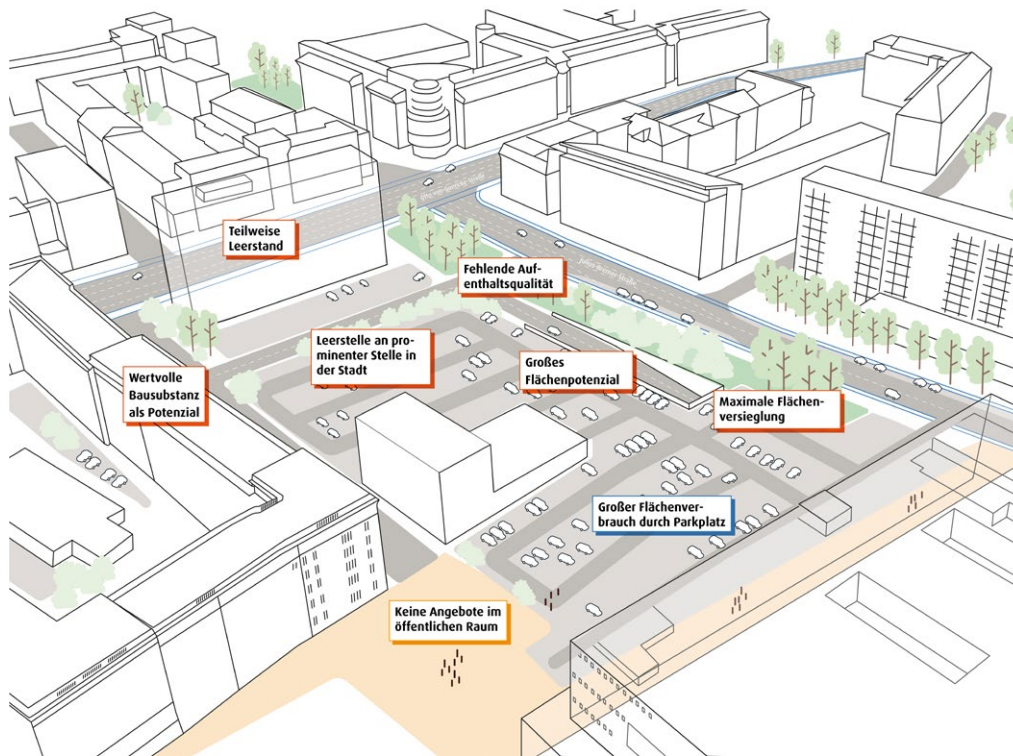 Teilweise
Leerstand
Fehlende Auf-
enthaltsqualität
Leerstelle an pro-
minenter Stelle in
der Stadt
Großes
Flächenpotenzial
Wertvolle
Bausubstanz
als Potenzial
Maximale Flächen-
versiegelung
Großer Flächenver-
brauch durch Parkplatz
Keine Angebote im
öffentlichen Raum